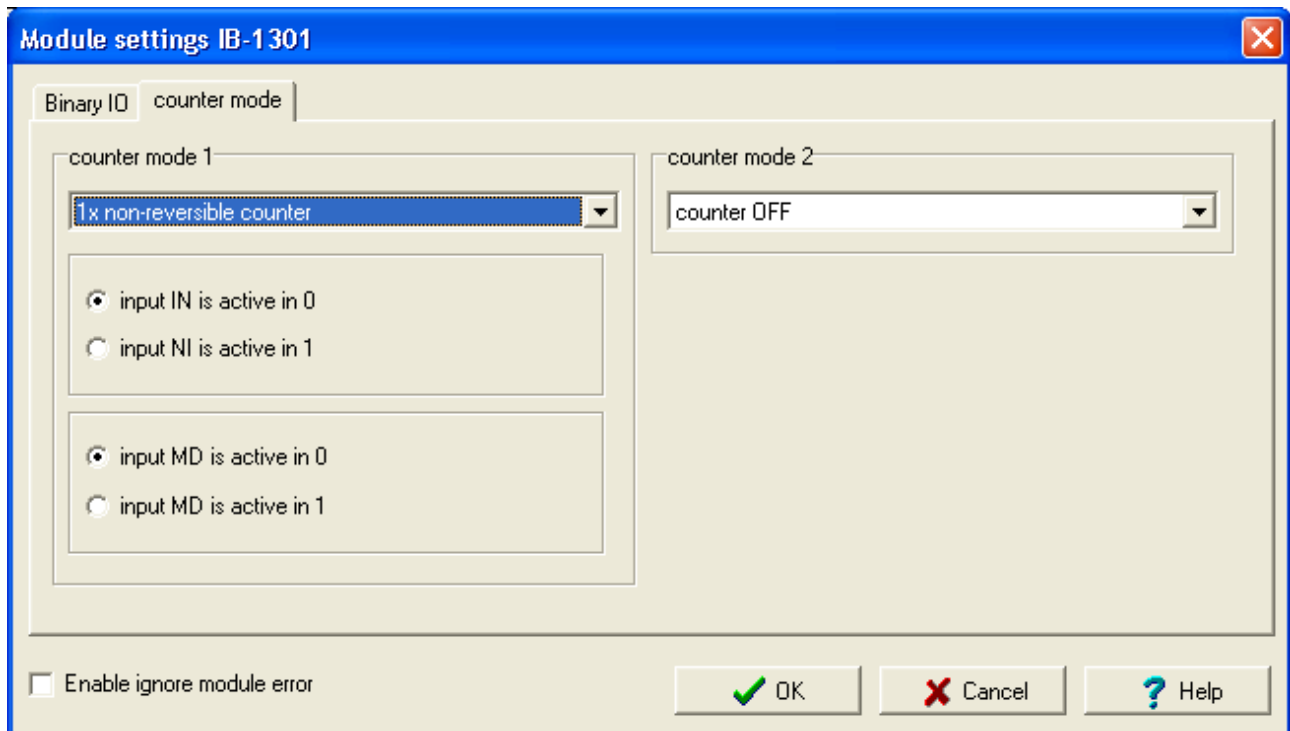 Module settings IB-1301
Binary IO
counter mode
counter mode 1
1x non-reversible counter
input IN is active in 0
input NI is active in 1
input MD is active in 0
input MD is active in 1
counter mode 2
counter OFF
Enable ignore module error
OK
Cancel
? Help